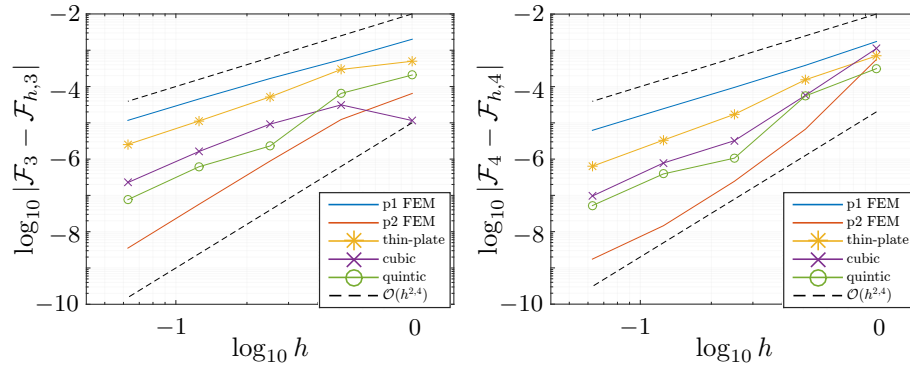 −2
−4
−6
−8
−10
log₁₀ |𝓕₃ − 𝓕ₕ,₃|
p1 FEM
p2 FEM
thin-plate
cubic
quintic
𝒪(h²,⁴)
−1
0
log₁₀ h
−2
−4
−6
−8
−10
log₁₀ |𝓕₄ − 𝓕ₕ,₄|
p1 FEM
p2 FEM
thin-plate
cubic
quintic
𝒪(h²,⁴)
−1
0
log₁₀ h